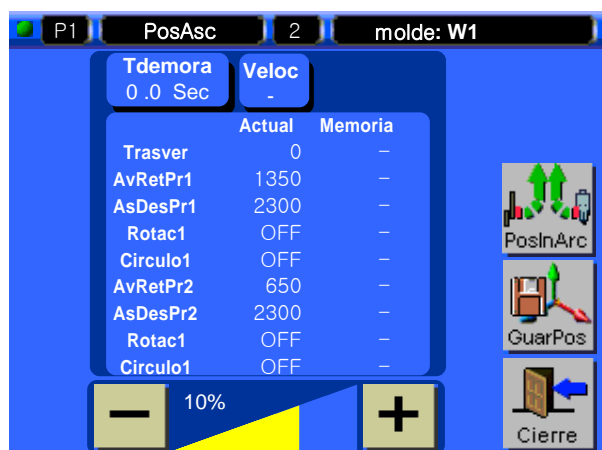 P1 PosAsc 2 molde: W1
Tdemora Veloc
0 .0 Sec -
Actual Memoria
Trasver 0 –
AvRetPr1 1350 –
AsDesPr1 2300 –
Rotac1 OFF –
Circulo1 OFF –
AvRetPr2 650 –
AsDesPr2 2300 –
Rotac1 OFF –
Circulo1 OFF –
10%
PosInArc
GuarPos
Cierre